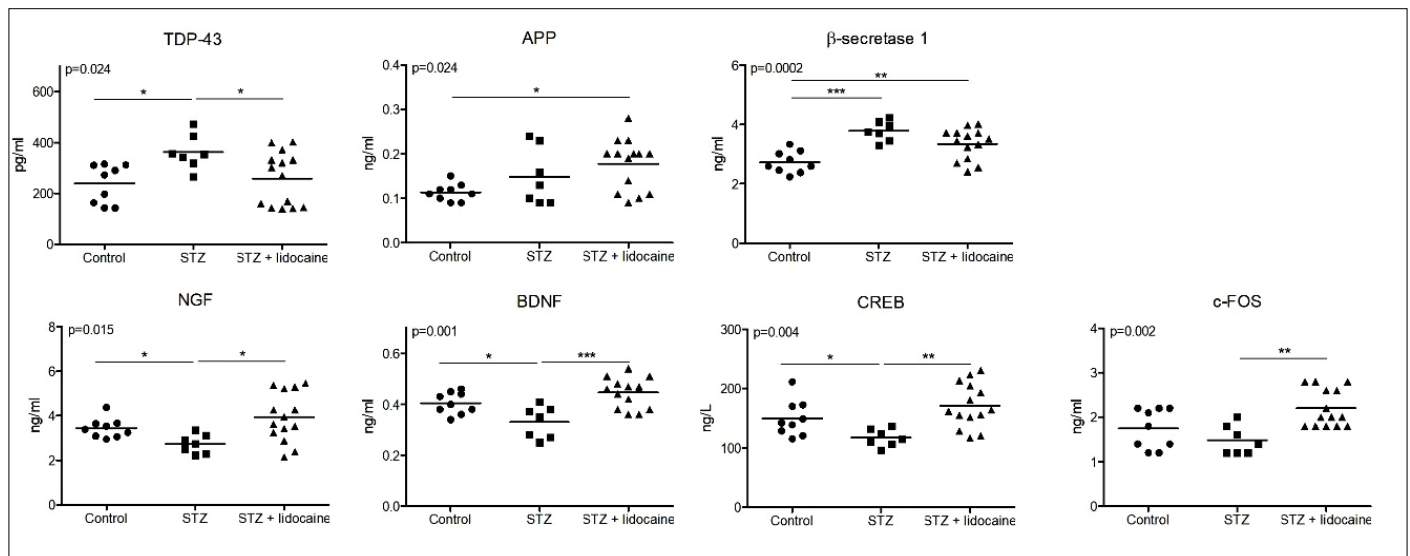 TDP-43
p=0.024
600
400
200
0
pg/ml
*
*
Control
STZ
STZ + lidocaine
APP
p=0.024
0.4
0.3
0.2
0.1
0.0
ng/ml
*
Control
STZ
STZ + lidocaine
β-secretase 1
p=0.0002
6
4
2
0
ng/ml
**
***
Control
STZ
STZ + lidocaine
NGF
p=0.015
8
6
4
2
0
ng/ml
*
*
Control
STZ
STZ + lidocaine
BDNF
p=0.001
0.6
0.4
0.2
0.0
ng/ml
*
***
Control
STZ
STZ + lidocaine
CREB
p=0.004
300
200
100
0
ng/L
*
**
Control
STZ
STZ + lidocaine
c-FOS
p=0.002
4
3
2
1
0
ng/ml
**
Control
STZ
STZ + lidocaine